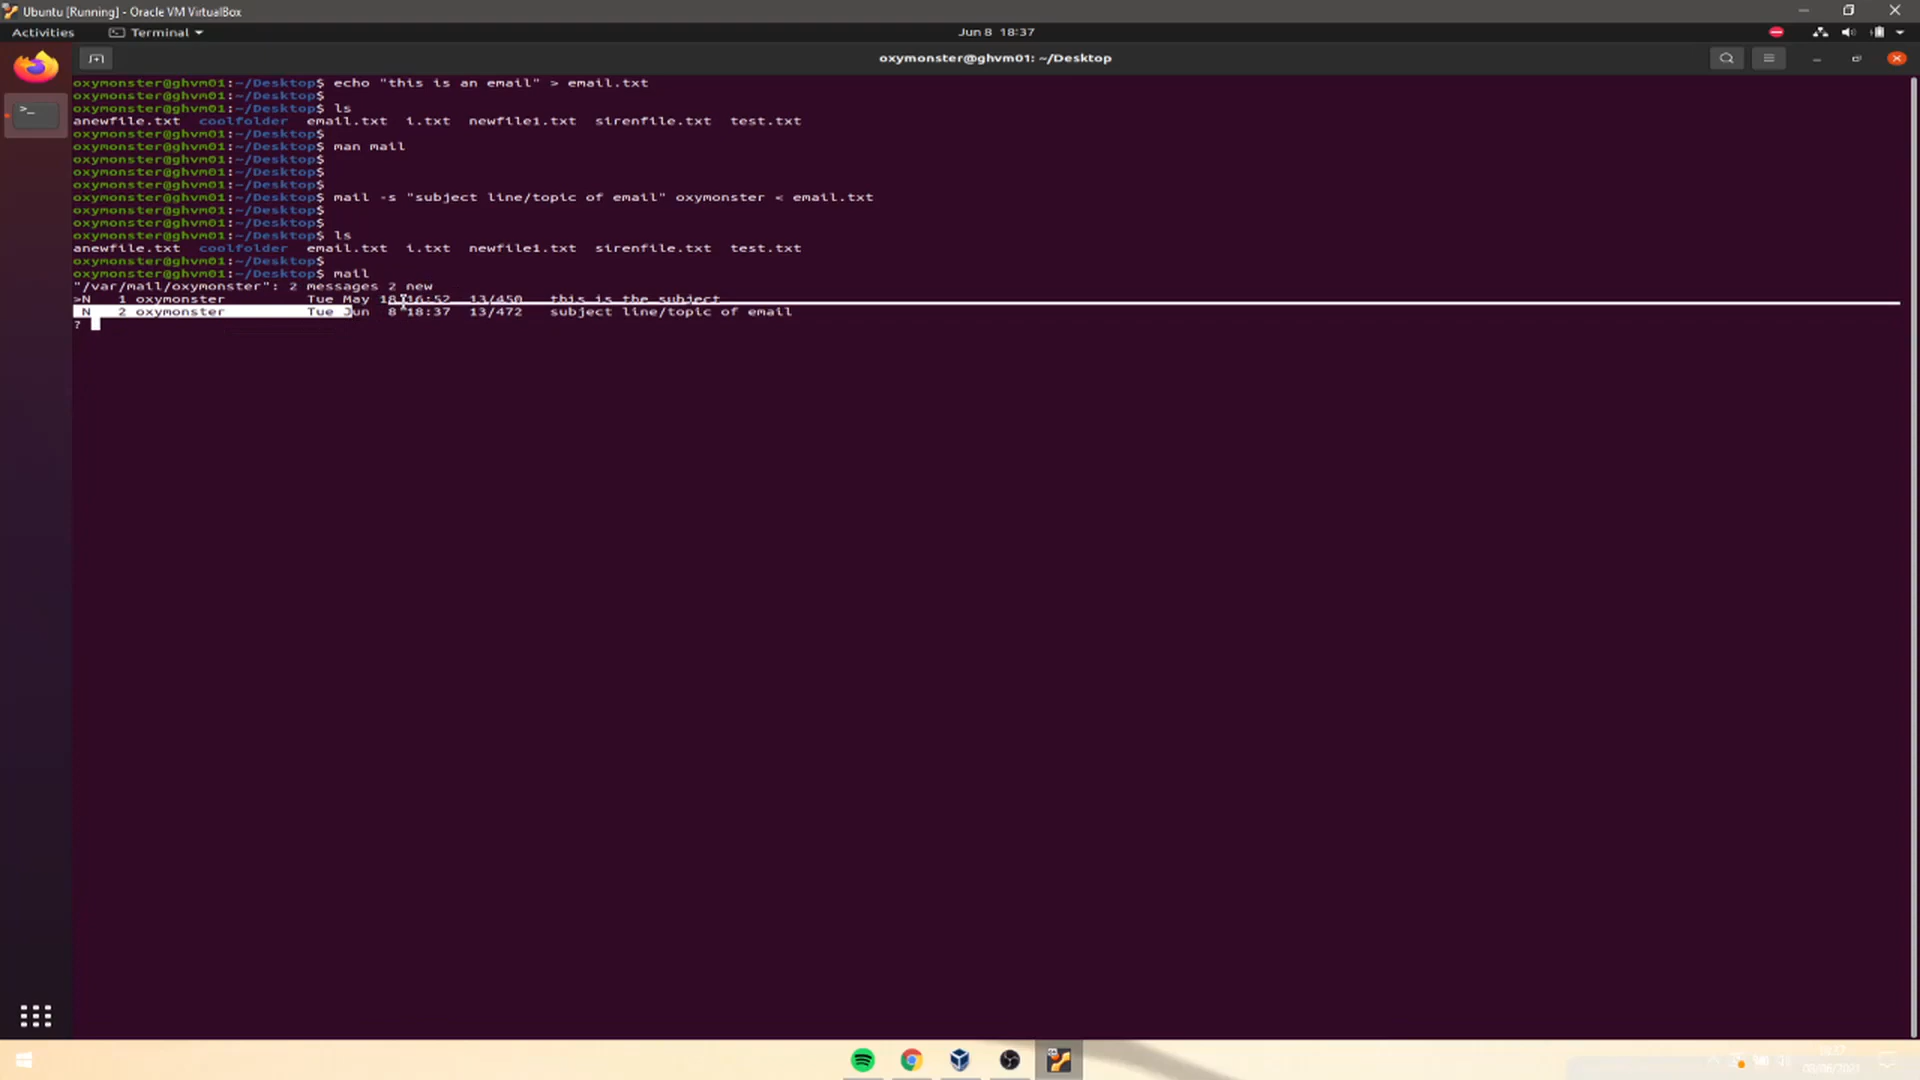 Ubuntu [Running] - Oracle VM VirtualBox
Activities Terminal Jun 8 18:37
oxymonster@ghvm01: ~/Desktop
oxymonster@ghvm01:~/Desktop$ echo "this is an email" > email.txt
oxymonster@ghvm01:~/Desktop$
oxymonster@ghvm01:~/Desktop$ ls
anewfile.txt coolfolder email.txt i.txt newfile1.txt sirenfile.txt test.txt
oxymonster@ghvm01:~/Desktop$
oxymonster@ghvm01:~/Desktop$ man mail
oxymonster@ghvm01:~/Desktop$
oxymonster@ghvm01:~/Desktop$
oxymonster@ghvm01:~/Desktop$
oxymonster@ghvm01:~/Desktop$ mail -s "subject line/topic of email" oxymonster < email.txt
oxymonster@ghvm01:~/Desktop$
oxymonster@ghvm01:~/Desktop$
oxymonster@ghvm01:~/Desktop$ ls
anewfile.txt coolfolder email.txt i.txt newfile1.txt sirenfile.txt test.txt
oxymonster@ghvm01:~/Desktop$
oxymonster@ghvm01:~/Desktop$ mail
"/var/mail/oxymonster": 2 messages 2 new
>N 1 oxymonster Tue May 18 16:52 13/450 this is the subject
N 2 oxymonster Tue Jun 8 18:37 13/472 subject line/topic of email
?